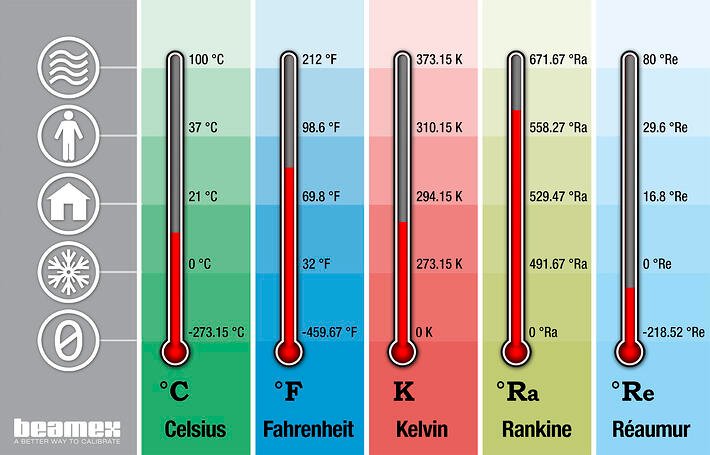 100 °C
212 °F
373.15 K
671.67 °Ra
80 °Re
37 °C
98.6 °F
310.15 K
558.27 °Ra
29.6 °Re
21 °C
69.8 °F
294.15 K
529.47 °Ra
16.8 °Re
0 °C
32 °F
273.15 K
491.67 °Ra
0 °Re
0
-273.15 °C
-459.67 °F
0 K
0 °Ra
-218.52 °Re
°C
°F
K
°Ra
°Re
beamex
A BETTER WAY TO CALIBRATE
Celsius
Fahrenheit
Kelvin
Rankine
Réaumur